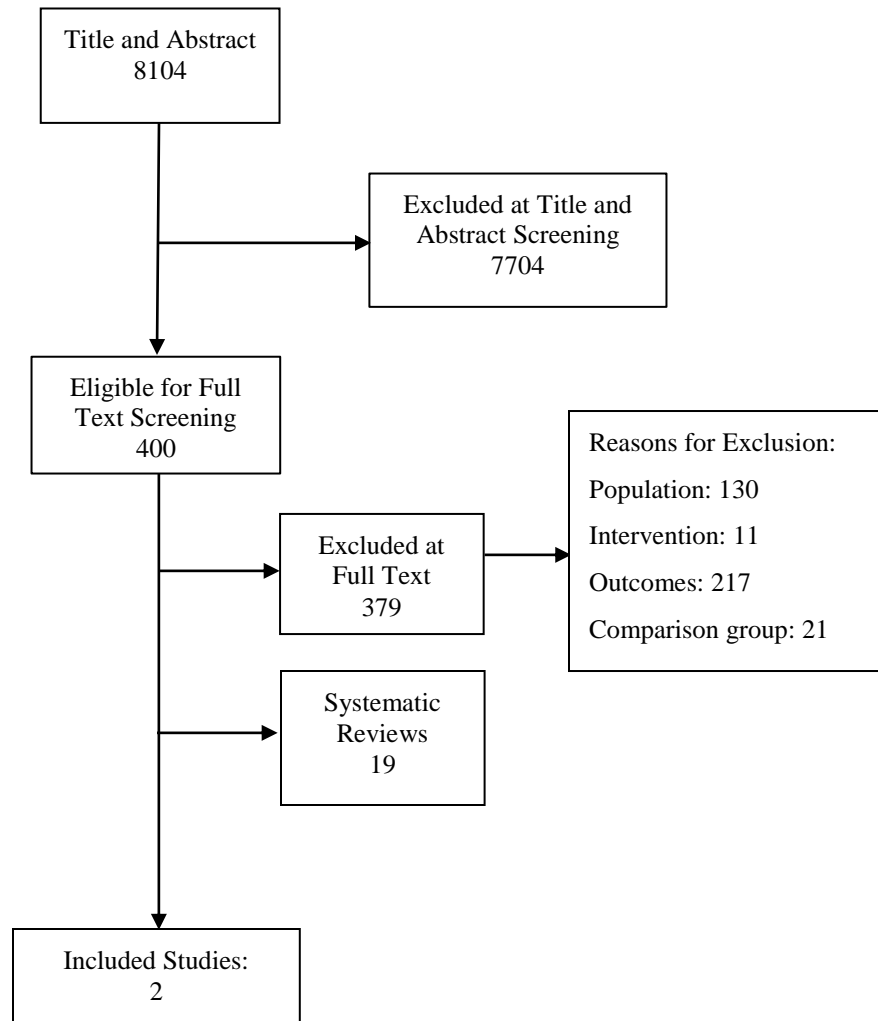 Title and Abstract
8104
Excluded at Title and
Abstract Screening
7704
Eligible for Full
Text Screening
400
Excluded at
Full Text
379
Reasons for Exclusion:
Population: 130
Intervention: 11
Outcomes: 217
Comparison group: 21
Systematic
Reviews
19
Included Studies:
2